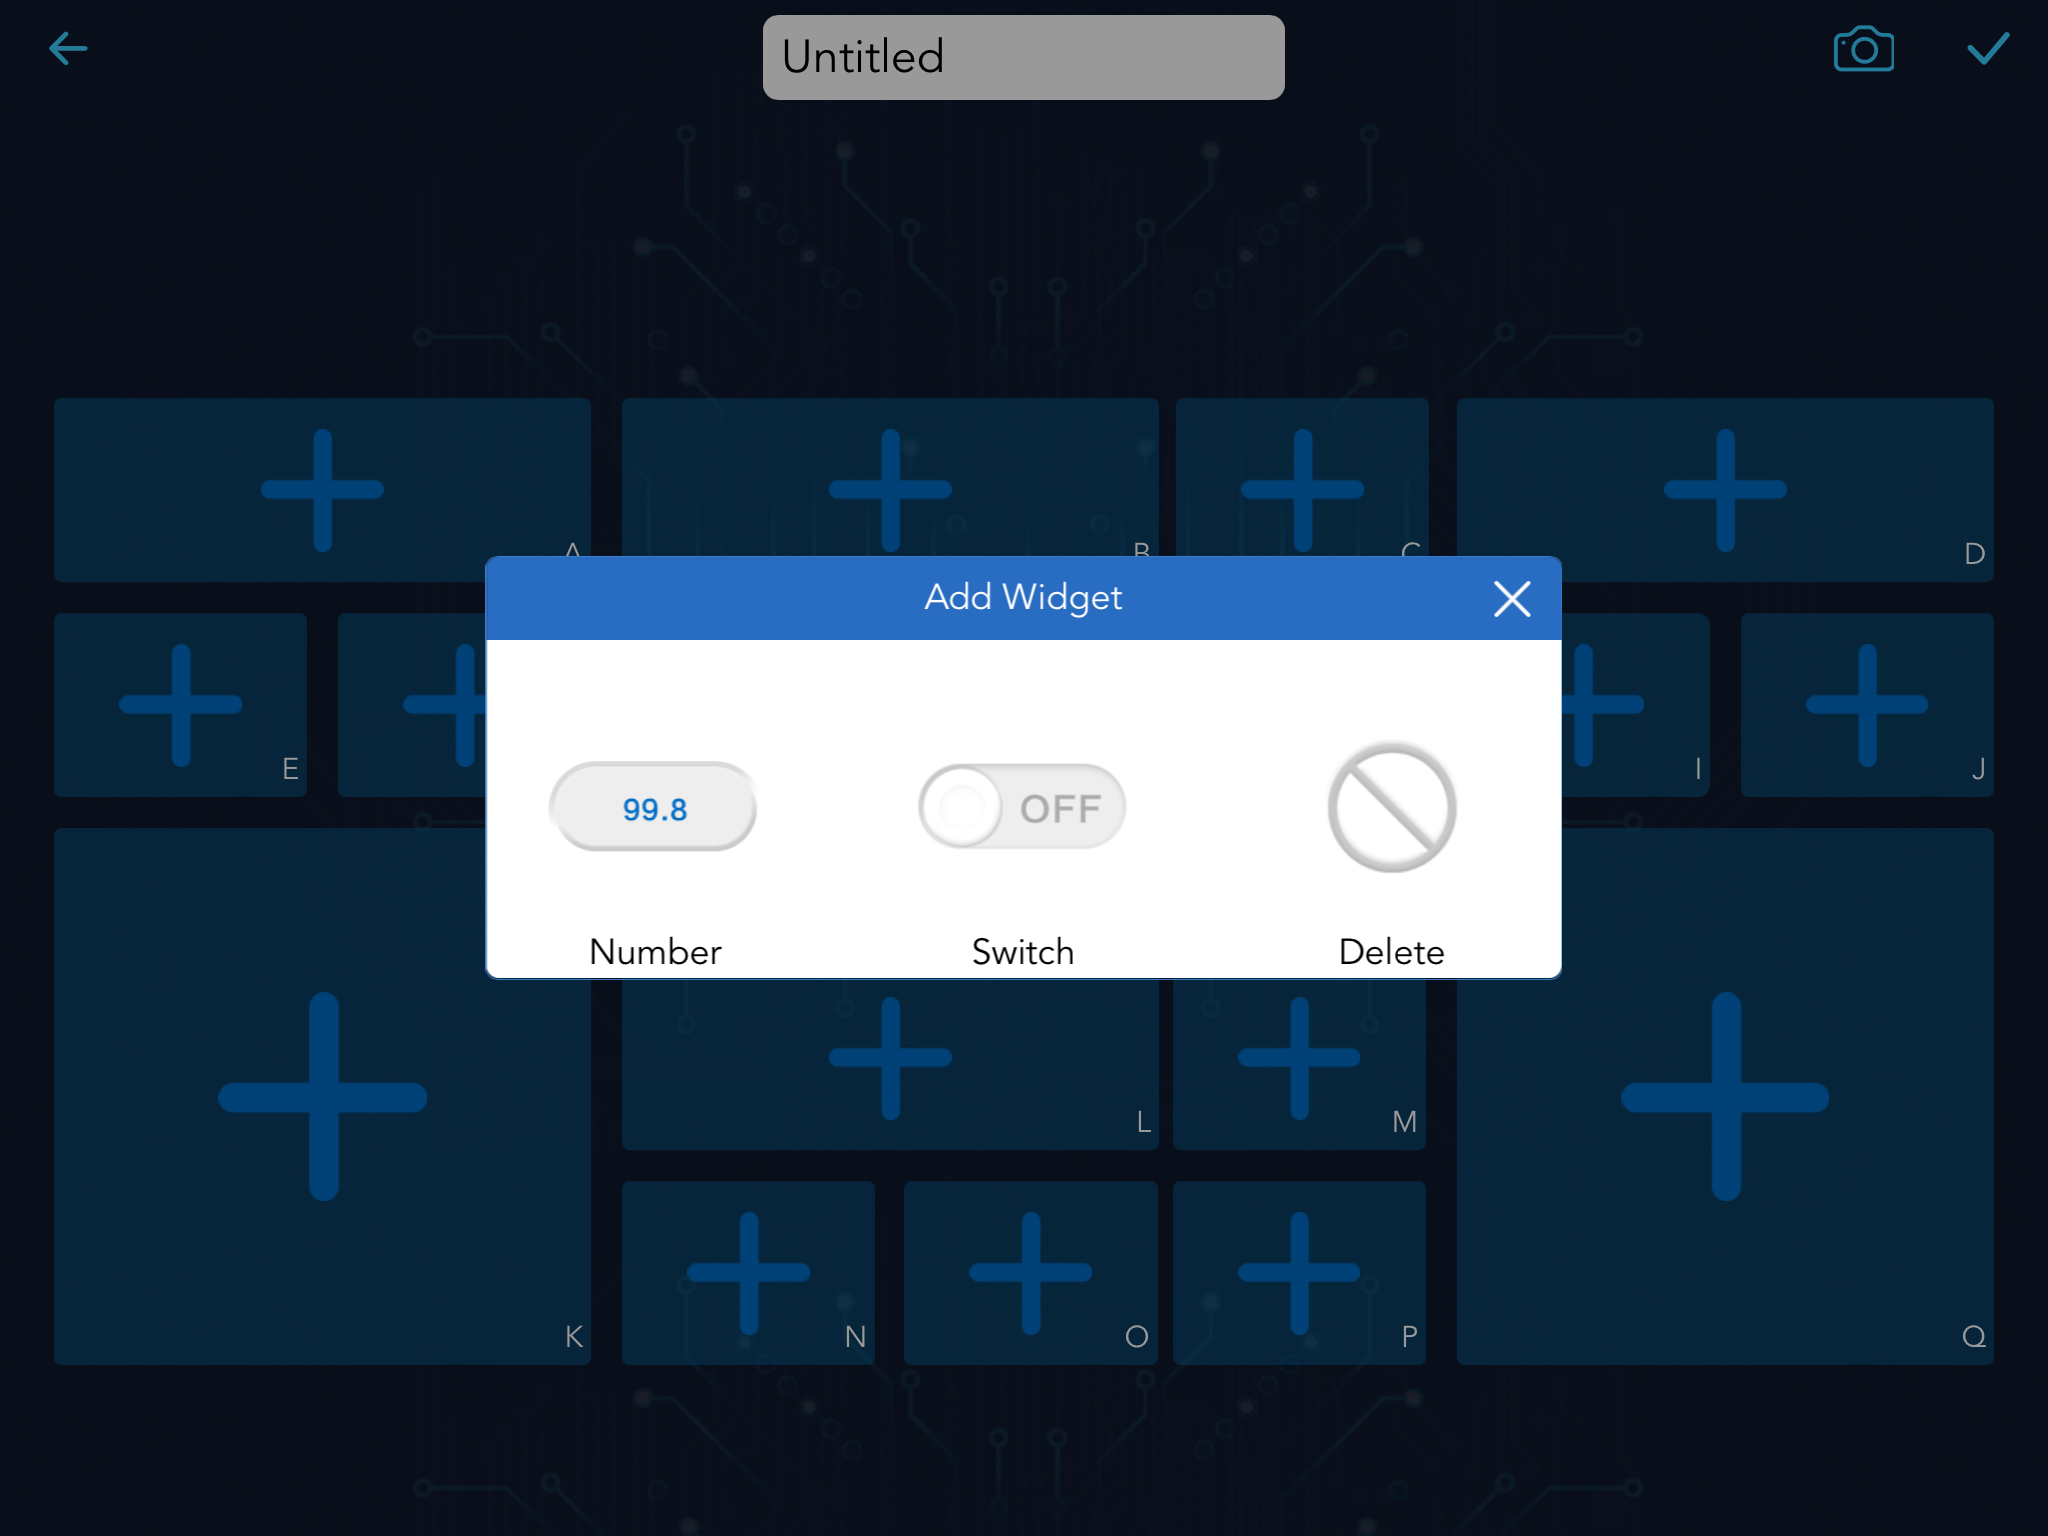 Untitled
A
B
C
D
Add Widget
E
I
J
99.8
OFF
Number
Switch
Delete
L
M
K
N
O
P
Q